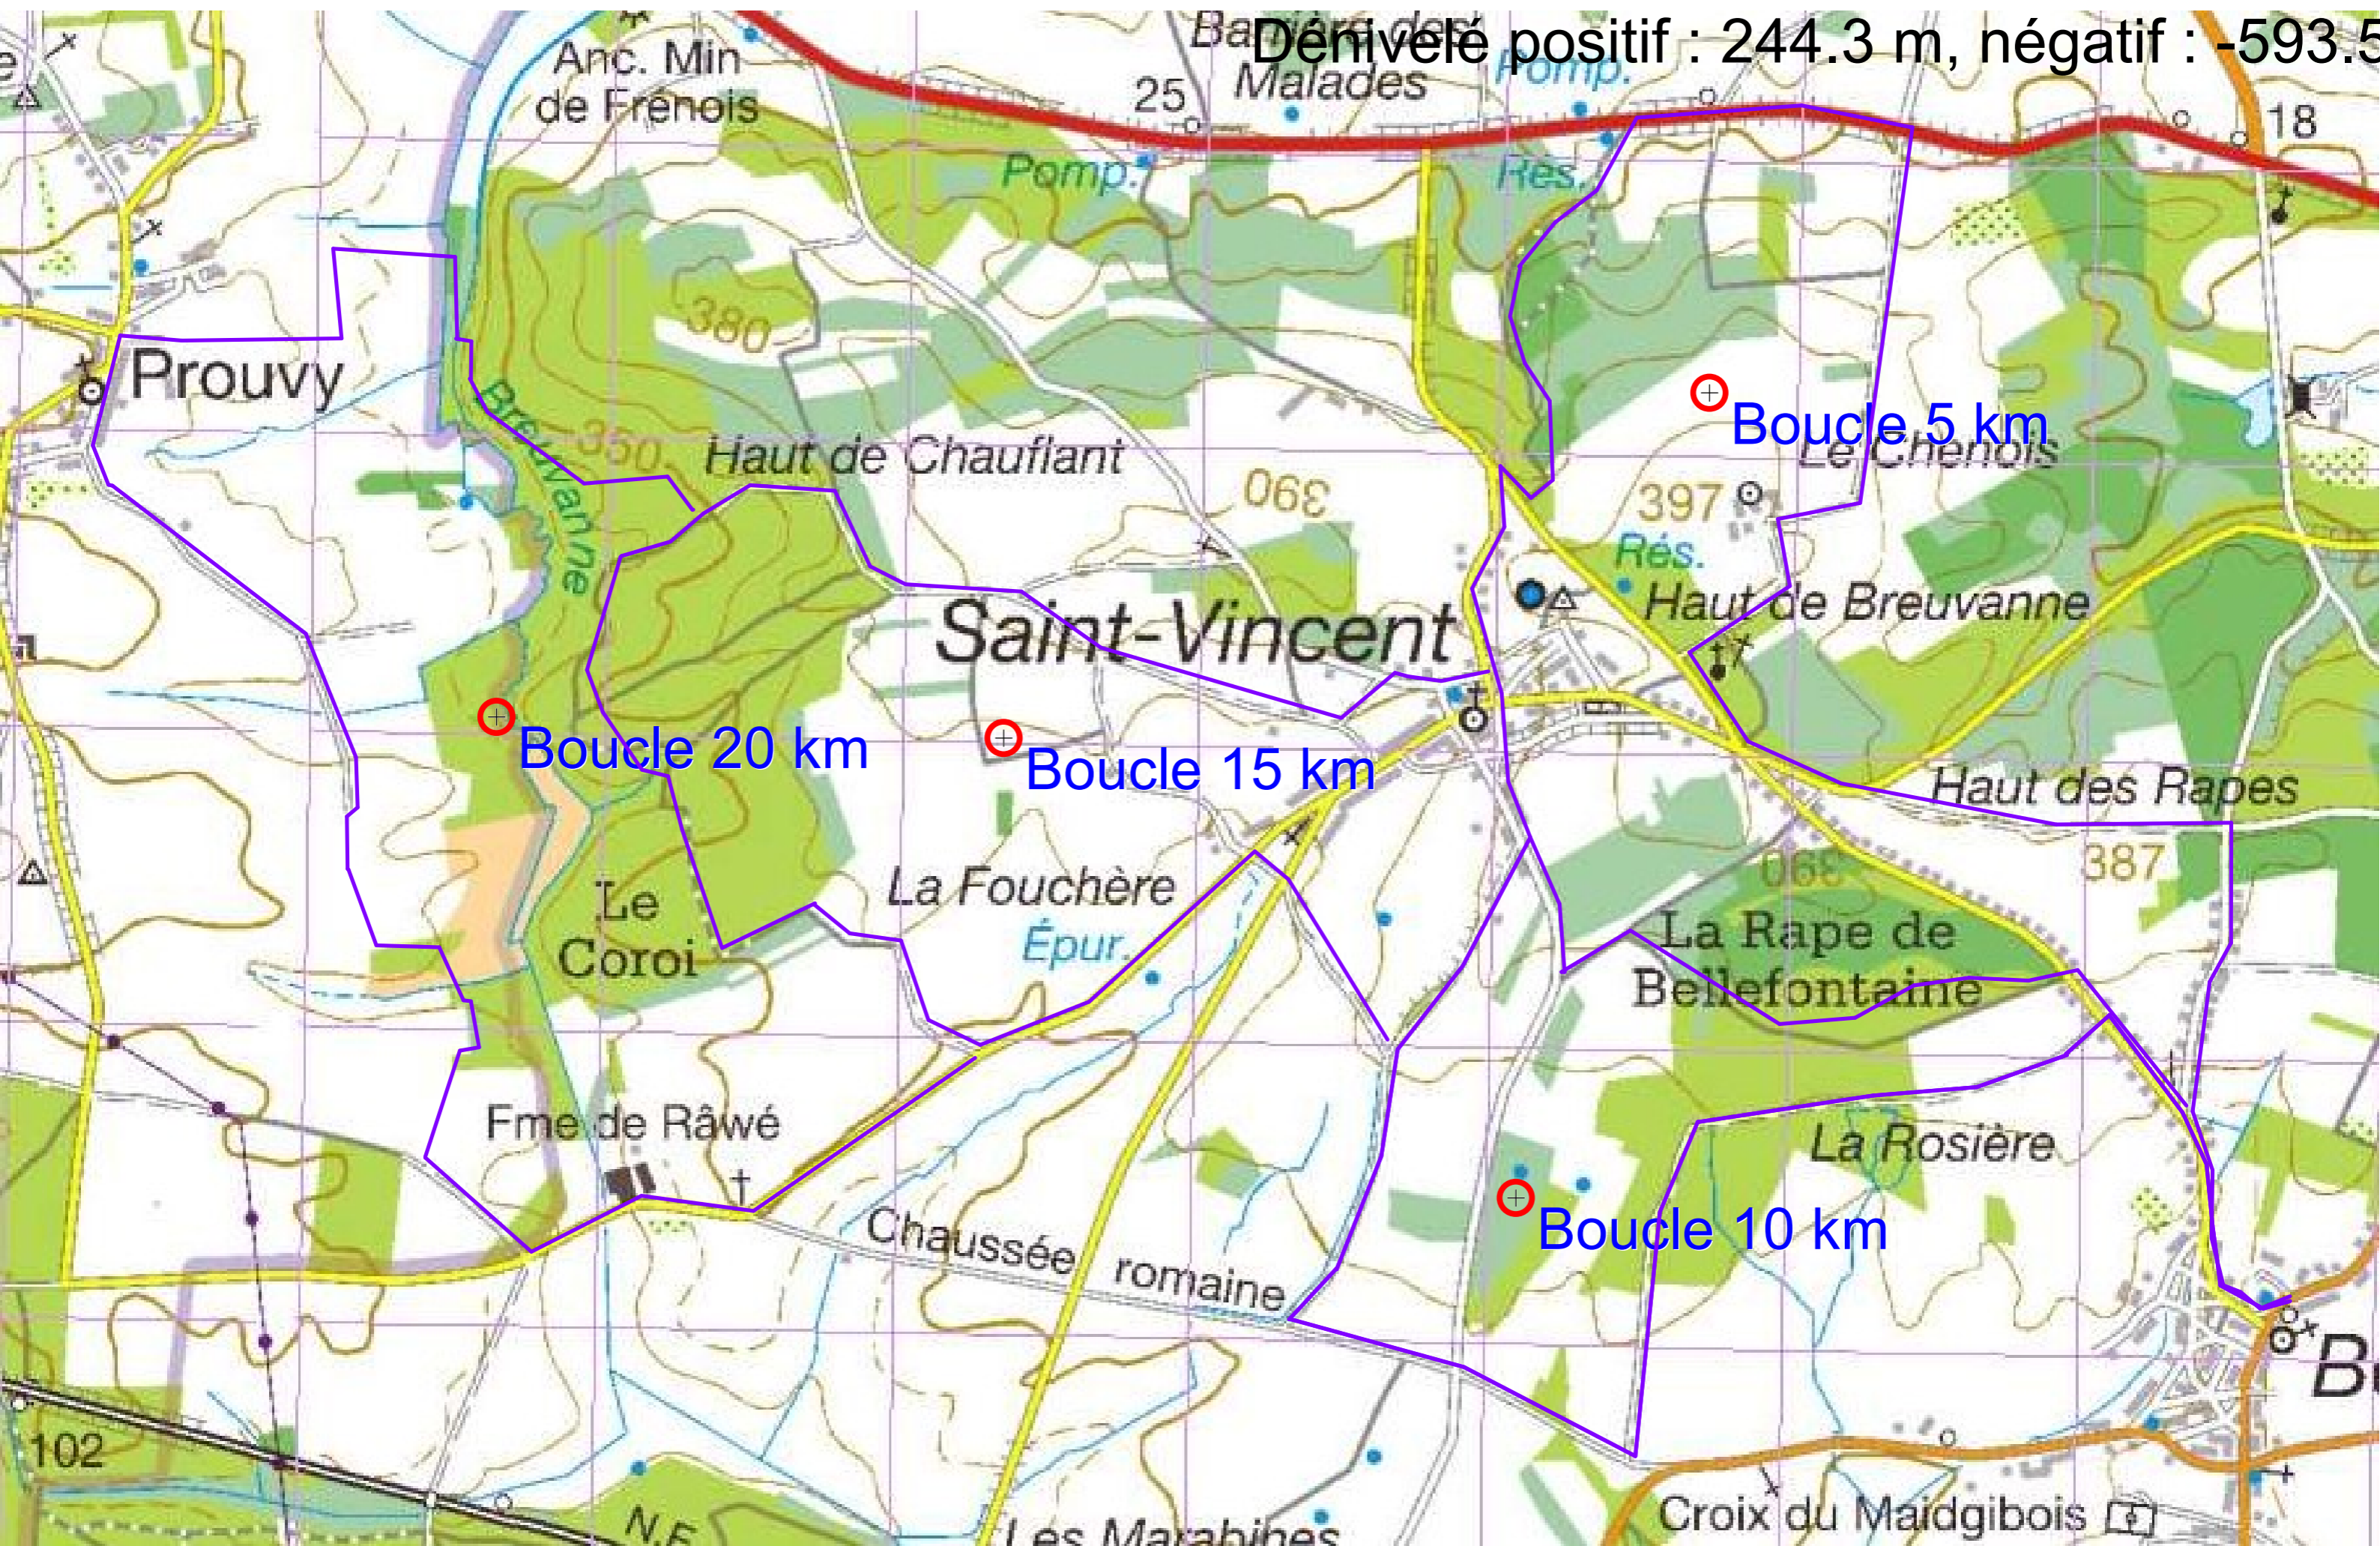 Dénivelé positif : 244.3 m, négatif : -593.5
Barrière des
Malades
Anc. Min
de Frénois
25
Pomp.
18
Pomp.
Rés.
380
Prouvy
Breuvanne
350
Haut de Chauflant
Boucle 5 km
Le Chenois
390
397
Rés.
Haut de Breuvanne
Saint-Vincent
Boucle 20 km
Boucle 15 km
Haut des Rapes
390
387
La Fouchère
Le
Coroi
Épur.
La Rape de
Bellefontaine
Fme de Râwé
La Rosière
Chaussée romaine
Boucle 10 km
102
Croix du Maidgibois
Les Marabines